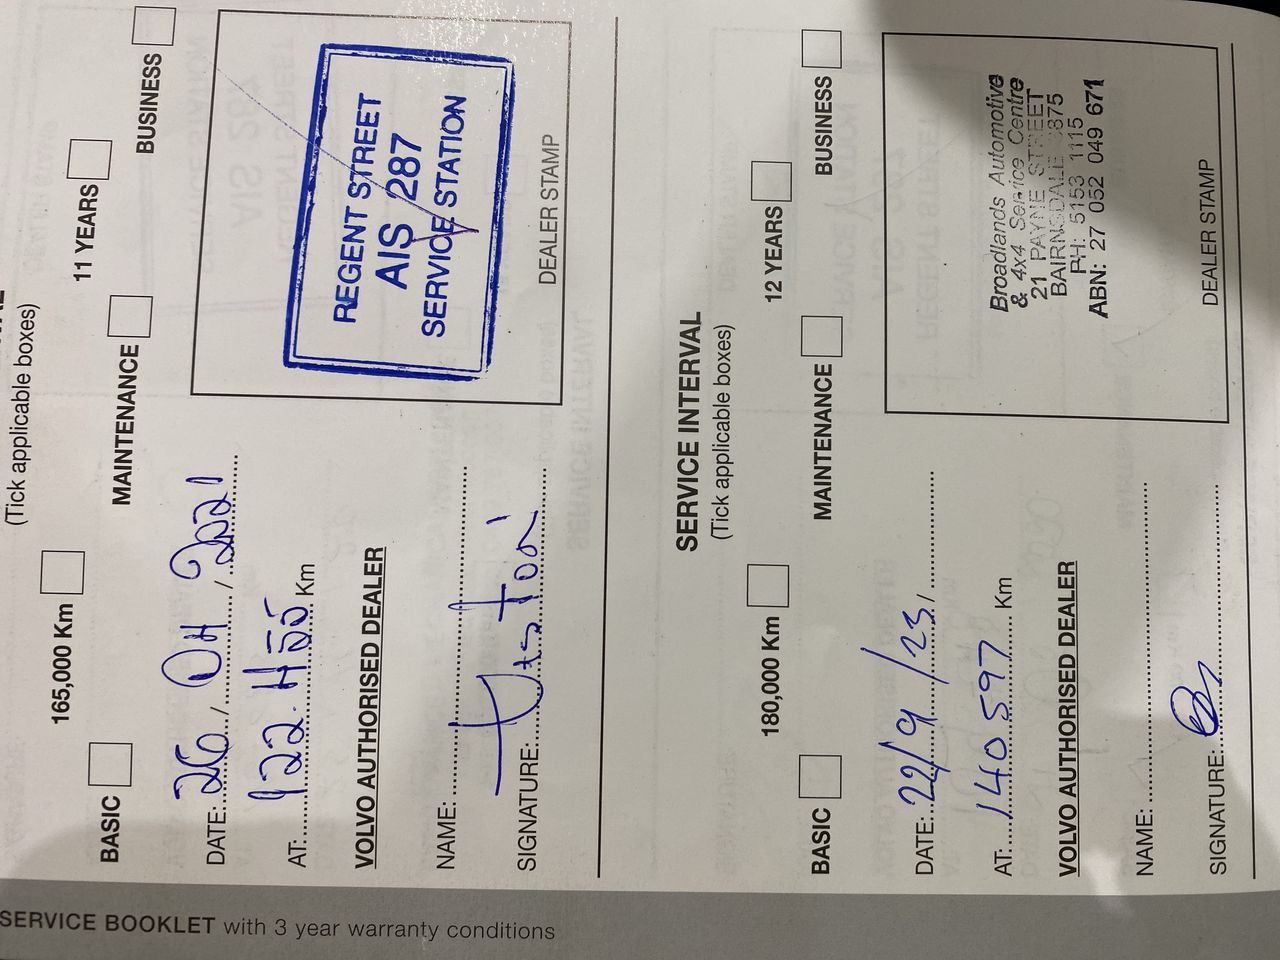 (Tick applicable boxes)
165,000 Km 11 YEARS
BASIC MAINTENANCE BUSINESS
DATE: 26 / 04 / 2021
AT: 122.455 Km
VOLVO AUTHORISED DEALER
NAME:
SIGNATURE:
REGENT STREET
AIS 287
SERVICE STATION
DEALER STAMP
SERVICE INTERVAL
(Tick applicable boxes)
180,000 Km 12 YEARS
BASIC MAINTENANCE BUSINESS
DATE: 22/9/23
AT: 140597 Km
VOLVO AUTHORISED DEALER
NAME:
SIGNATURE:
Broadlands Automotive
& 4x4 Service Centre
21 PAYNE STREET
BAIRNSDALE 3875
PH: 5153 1115
ABN: 27 052 049 671
DEALER STAMP
SERVICE BOOKLET with 3 year warranty conditions